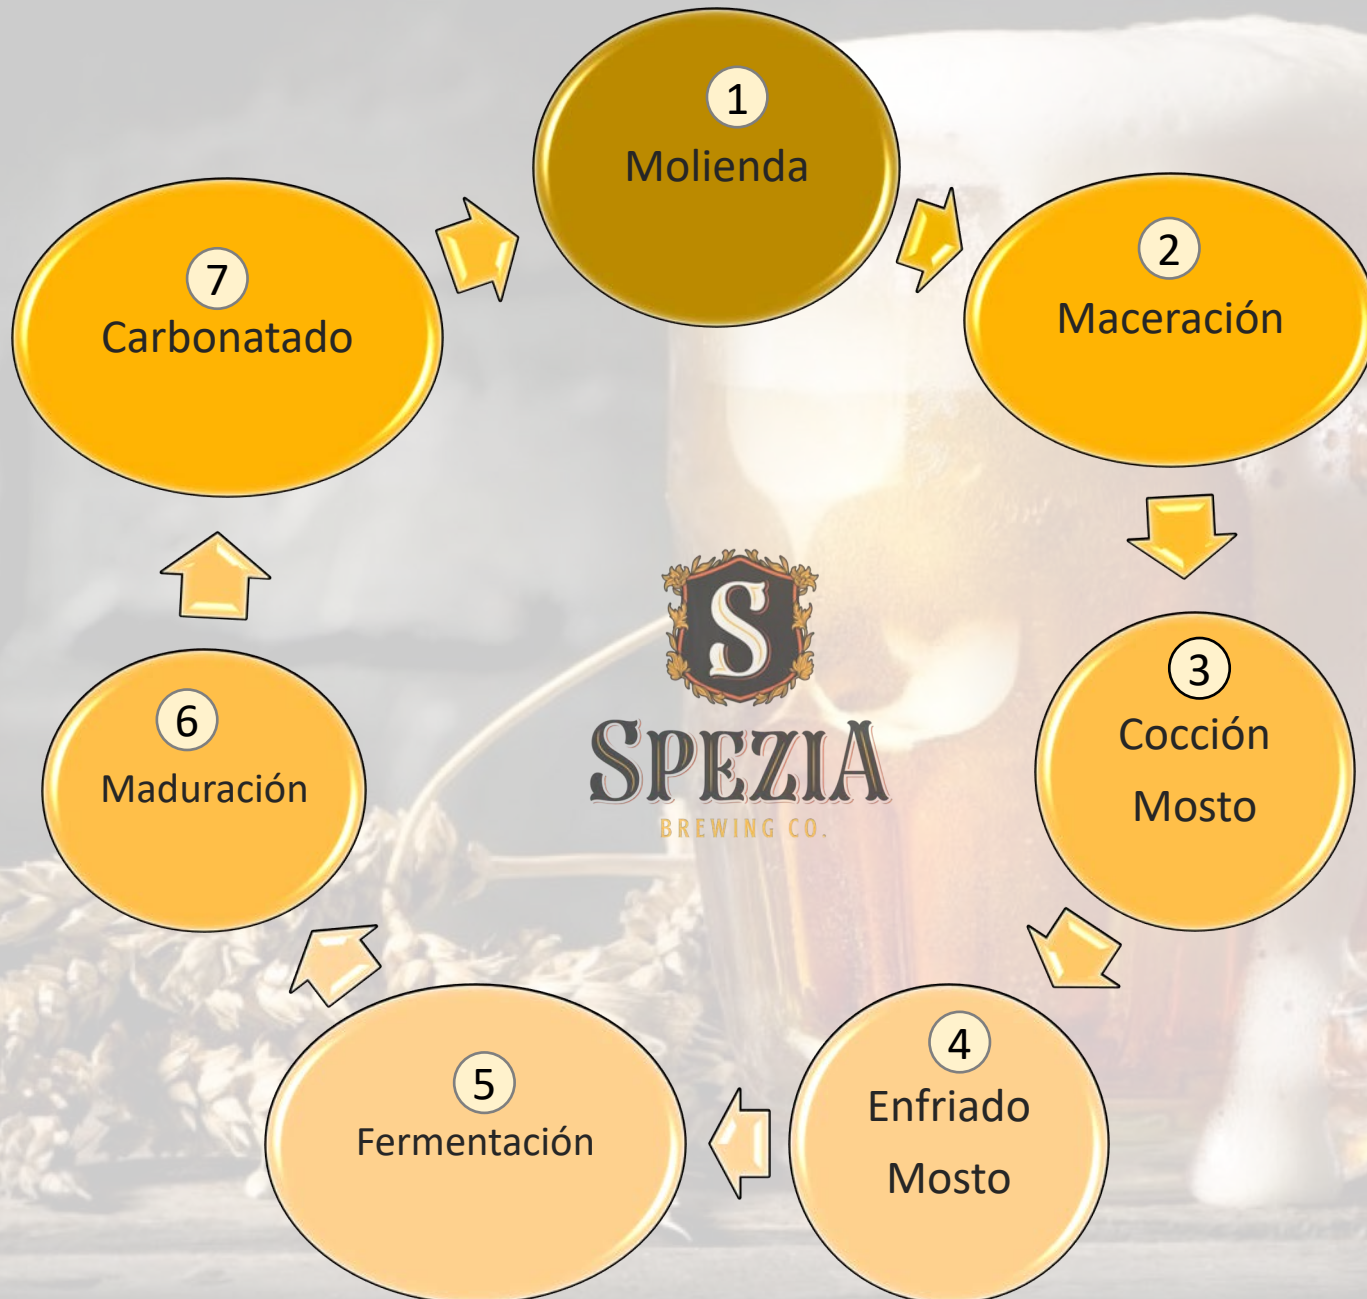 1
Molienda
2
Maceración
3
Cocción
Mosto
4
Enfriado
Mosto
5
Fermentación
6
Maduración
7
Carbonatado
S
SPEZIA
BREWING CO.